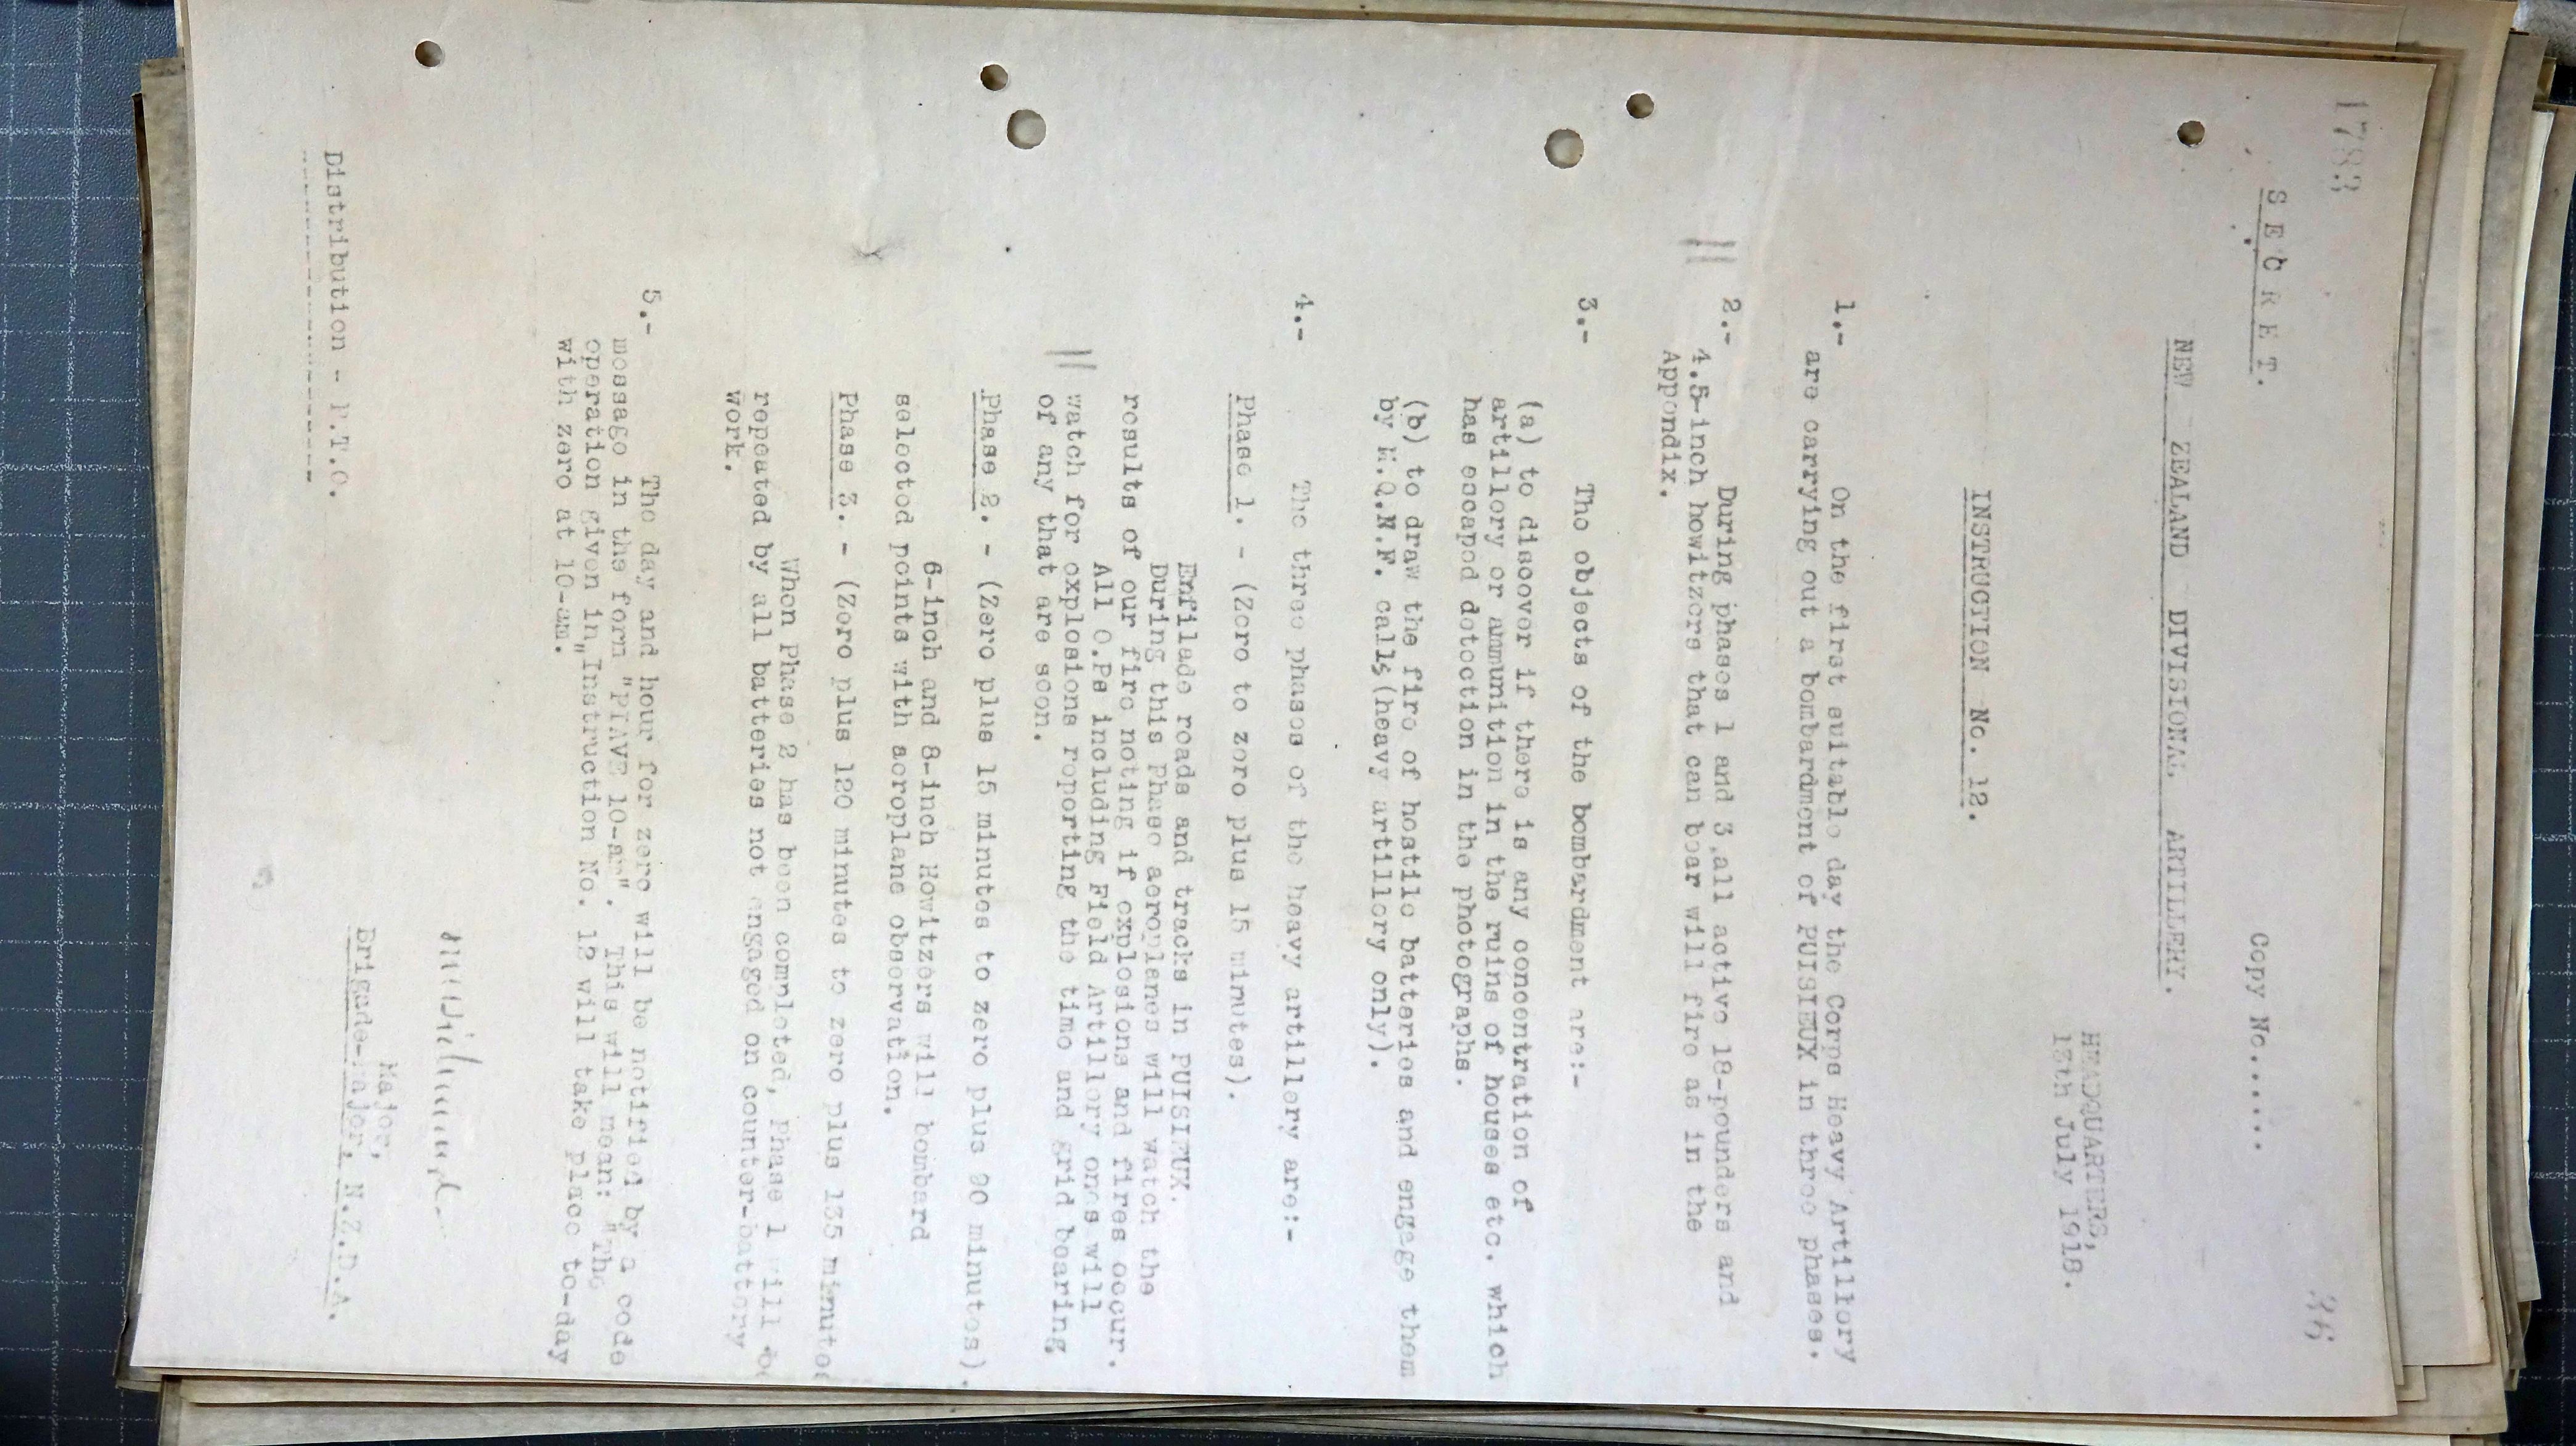 1783
36
S E C R E T.
Copy No.......
NEW ZEALAND DIVISIONAL ARTILLERY.
HEADQUARTERS,
13th July 1918.
INSTRUCTION No. 12.
1.- On the first suitable day the Corps Heavy Artillery
are carrying out a bombardment of PUISIEUX in three phases.
2.- During phases 1 and 3,all active 18-pounders and
4.5-inch howitzers that can bear will fire as in the
Appendix.
3.- The objects of the bombardment are:-
(a) to discover if there is any concentration of
artillery or ammunition in the ruins of houses etc. which
has escaped detection in the photographs.
(b) to draw the fire of hostile batteries and engage them
by M.Q.N.F. calls (heavy artillery only).
4.- The three phases of the heavy artillery are:-
Phase 1. - (Zero to zero plus 15 minutes).
Enfilade roads and tracks in PUISIEUX.
During this phase aeroplanes will watch the
results of our fire noting if explosions and fires occur.
All O.Ps including Field Artillery ones will
watch for explosions reporting the time and grid bearing
of any that are seen.
Phase 2. - (Zero plus 15 minutes to zero plus 90 minutes).
6-inch and 8-inch Howitzers will bombard
selected points with aeroplane observation.
Phase 3. - (Zero plus 120 minutes to zero plus 135 minutes
When Phase 2 has been completed, phase 1 will be
repeated by all batteries not engaged on counter-battery
work.
5.- The day and hour for zero will be notified by a code
message in the form "PIAVE 10-am". This will mean: "The
operation given in "Instruction No. 12 will take place to-day
with zero at 10-am.
Major,
Brigade-Major, N.Z.D.A.
Distribution - P.T.O.